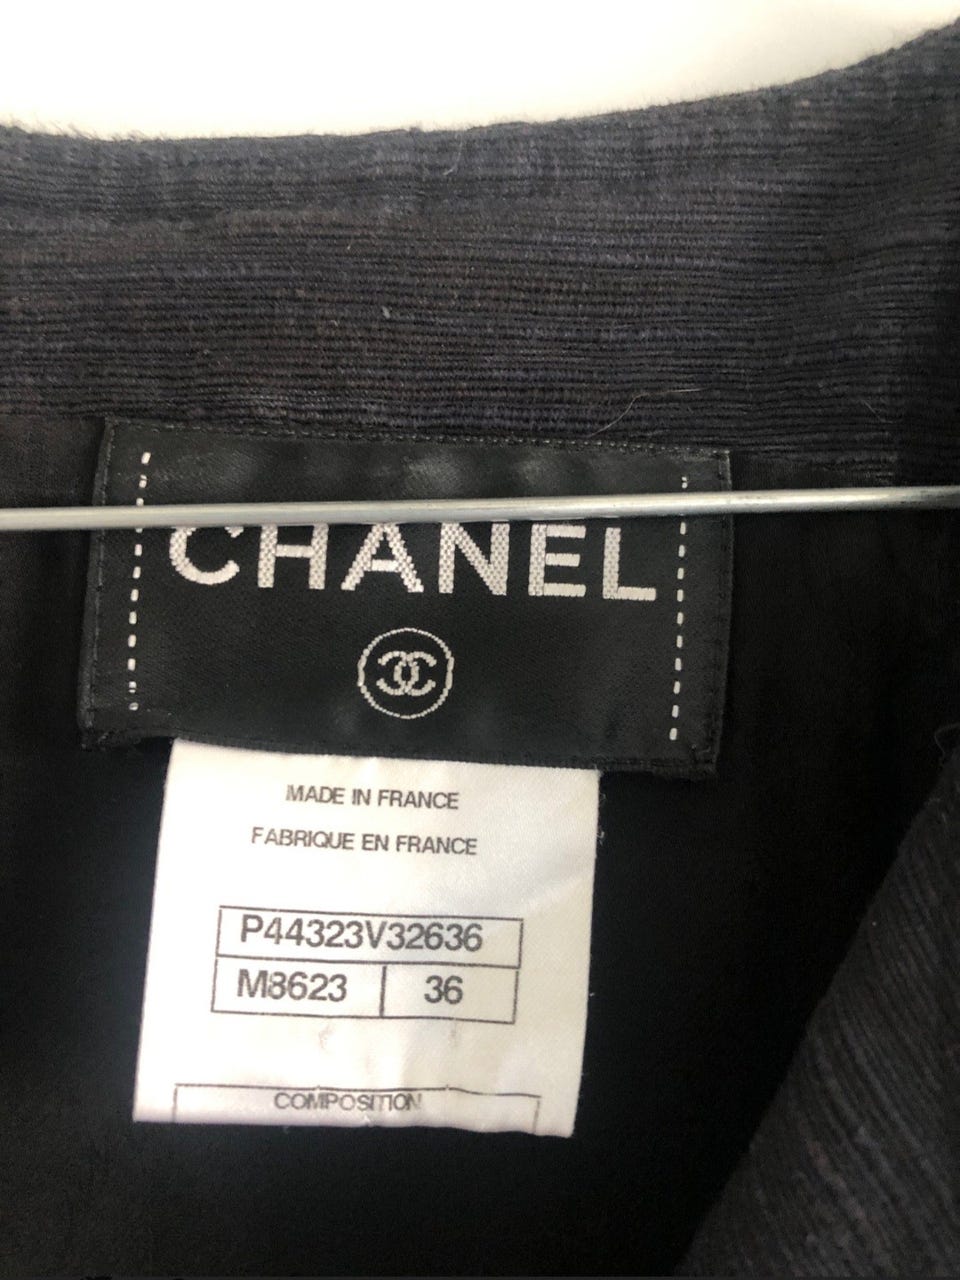 CHANEL
MADE IN FRANCE
FABRIQUE EN FRANCE
P44323V32636
M8623 36
COMPOSITION